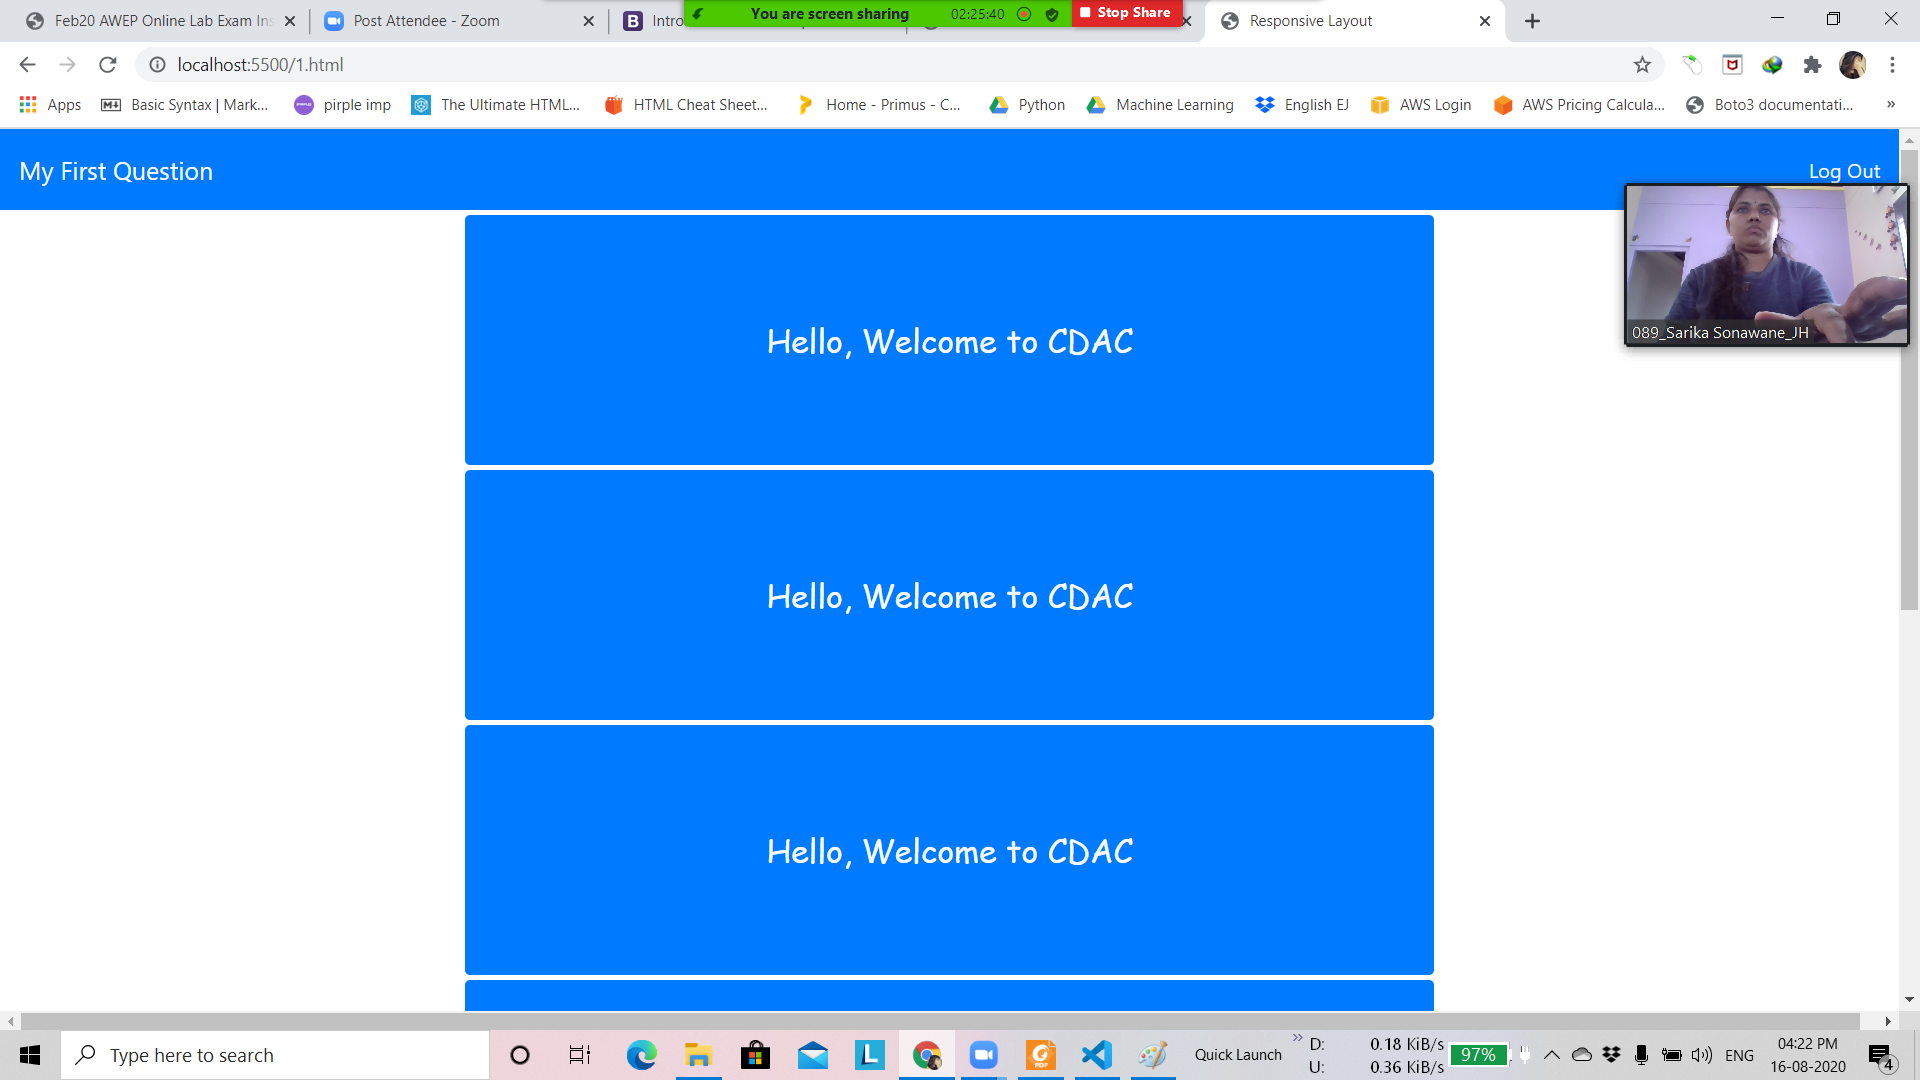 Feb20 AWEP Online Lab Exam Ins
Post Attendee - Zoom
Intro
You are screen sharing
02:25:40
Stop Share
Responsive Layout
localhost:5500/1.html
Apps
Basic Syntax | Mark...
pirple imp
The Ultimate HTML...
HTML Cheat Sheet...
Home - Primus - C...
Python
Machine Learning
English EJ
AWS Login
AWS Pricing Calcula...
Boto3 documentati...
»
My First Question
Log Out
089_Sarika Sonawane_JH
Hello, Welcome to CDAC
Hello, Welcome to CDAC
Hello, Welcome to CDAC
Type here to search
Quick Launch
»
D: 0.18 KiB/s
U: 0.36 KiB/s
97%
ENG
04:22 PM
16-08-2020
4